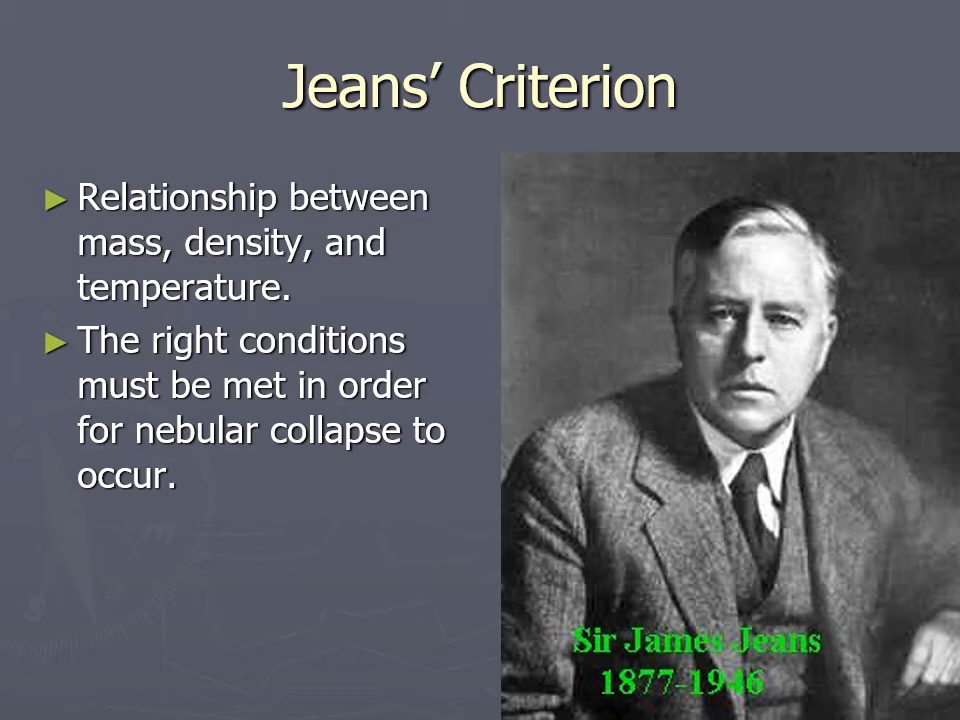 Jeans’ Criterion
► Relationship between
mass, density, and
temperature.
► The right conditions
must be met in order
for nebular collapse to
occur.
Sir James Jeans
1877-1946